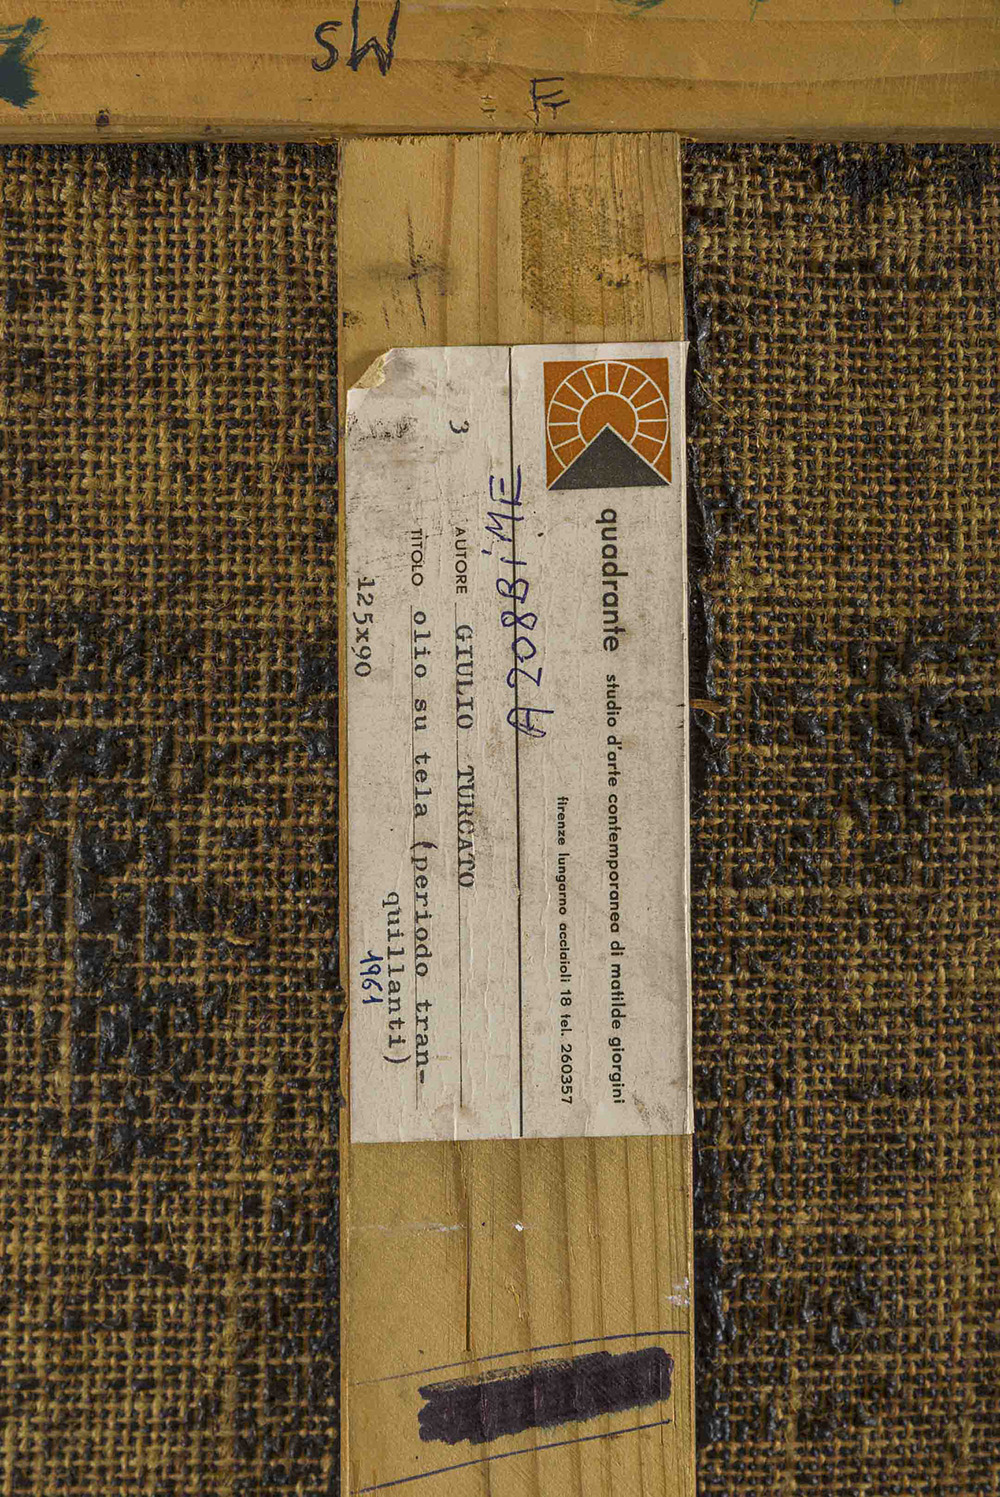 MS
quadrante studio d'arte contemporanea di matilde giorgini
firenze lungarno acciaioli 18 tel. 260357
3 AUTORE GIULIO TURCATO
TITOLO olio su tela (periodo tran-
quillanti)
1961
125x90